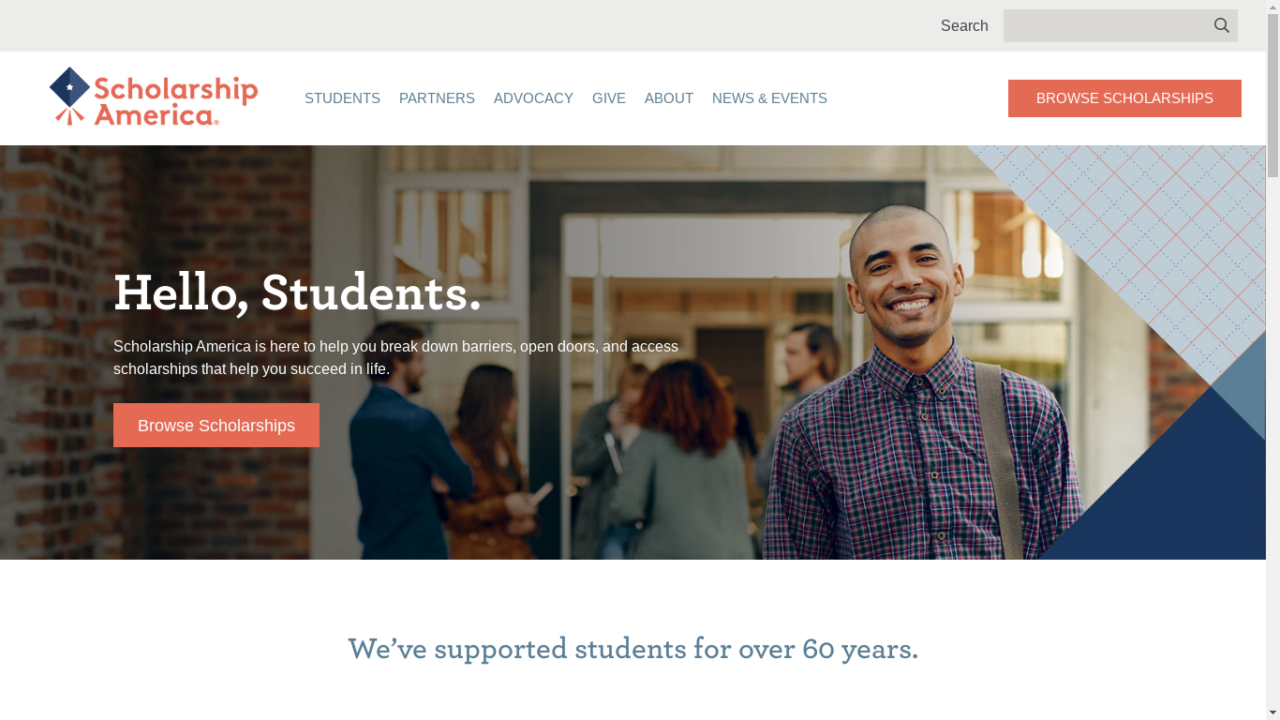 Search
Scholarship
America®
STUDENTS PARTNERS ADVOCACY GIVE ABOUT NEWS & EVENTS
BROWSE SCHOLARSHIPS
Hello, Students.
Scholarship America is here to help you break down barriers, open doors, and access
scholarships that help you succeed in life.
Browse Scholarships
We’ve supported students for over 60 years.